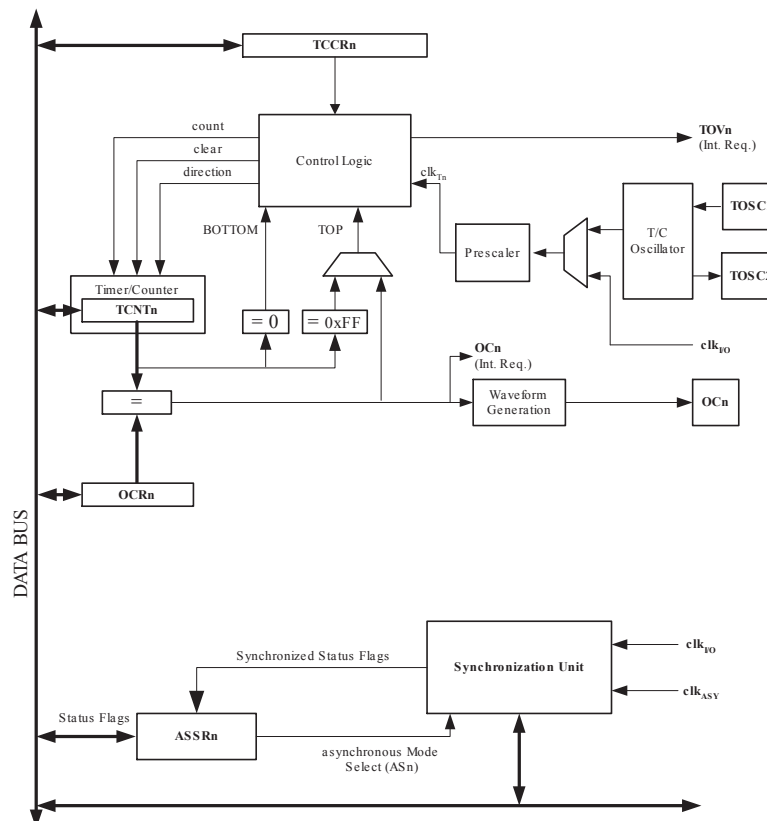 TCCRn
count
clear
direction
Control Logic
TOVn
(Int. Req.)
clkTn
BOTTOM
TOP
Prescaler
T/C
Oscillator
TOSC1
TOSC2
Timer/Counter
TCNTn
= 0
= 0xFF
clkI/O
OCn
(Int. Req.)
=
Waveform
Generation
OCn
OCRn
DATA BUS
Synchronized Status Flags
Synchronization Unit
clkI/O
clkASY
Status Flags
ASSRn
asynchronous Mode
Select (ASn)